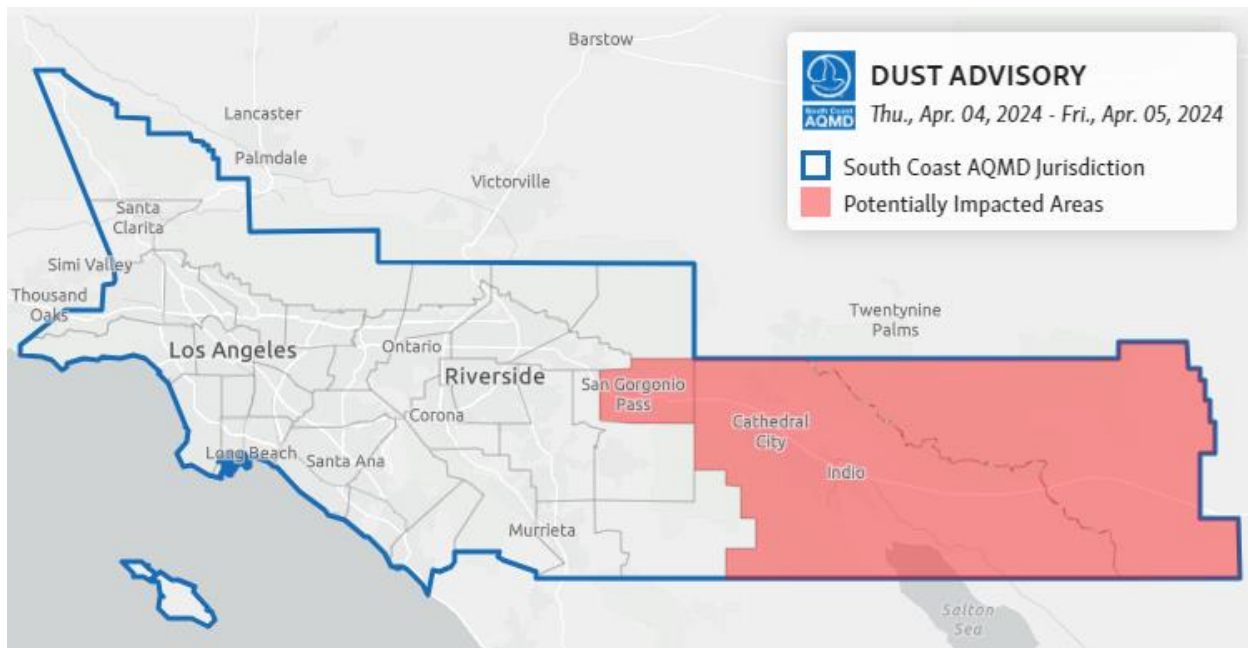 Barstow
DUST ADVISORY
South Coast
AQMD
Thu., Apr. 04, 2024 - Fri., Apr. 05, 2024
South Coast AQMD Jurisdiction
Potentially Impacted Areas
Lancaster
Palmdale
Victorville
Santa
Clarita
Simi Valley
Thousand
Oaks
Twentynine
Palms
Los Angeles
Ontario
Riverside
San Gorgonio
Pass
Corona
Cathedral
City
Long Beach
Santa Ana
Indio
Murrieta
Salton
Sea